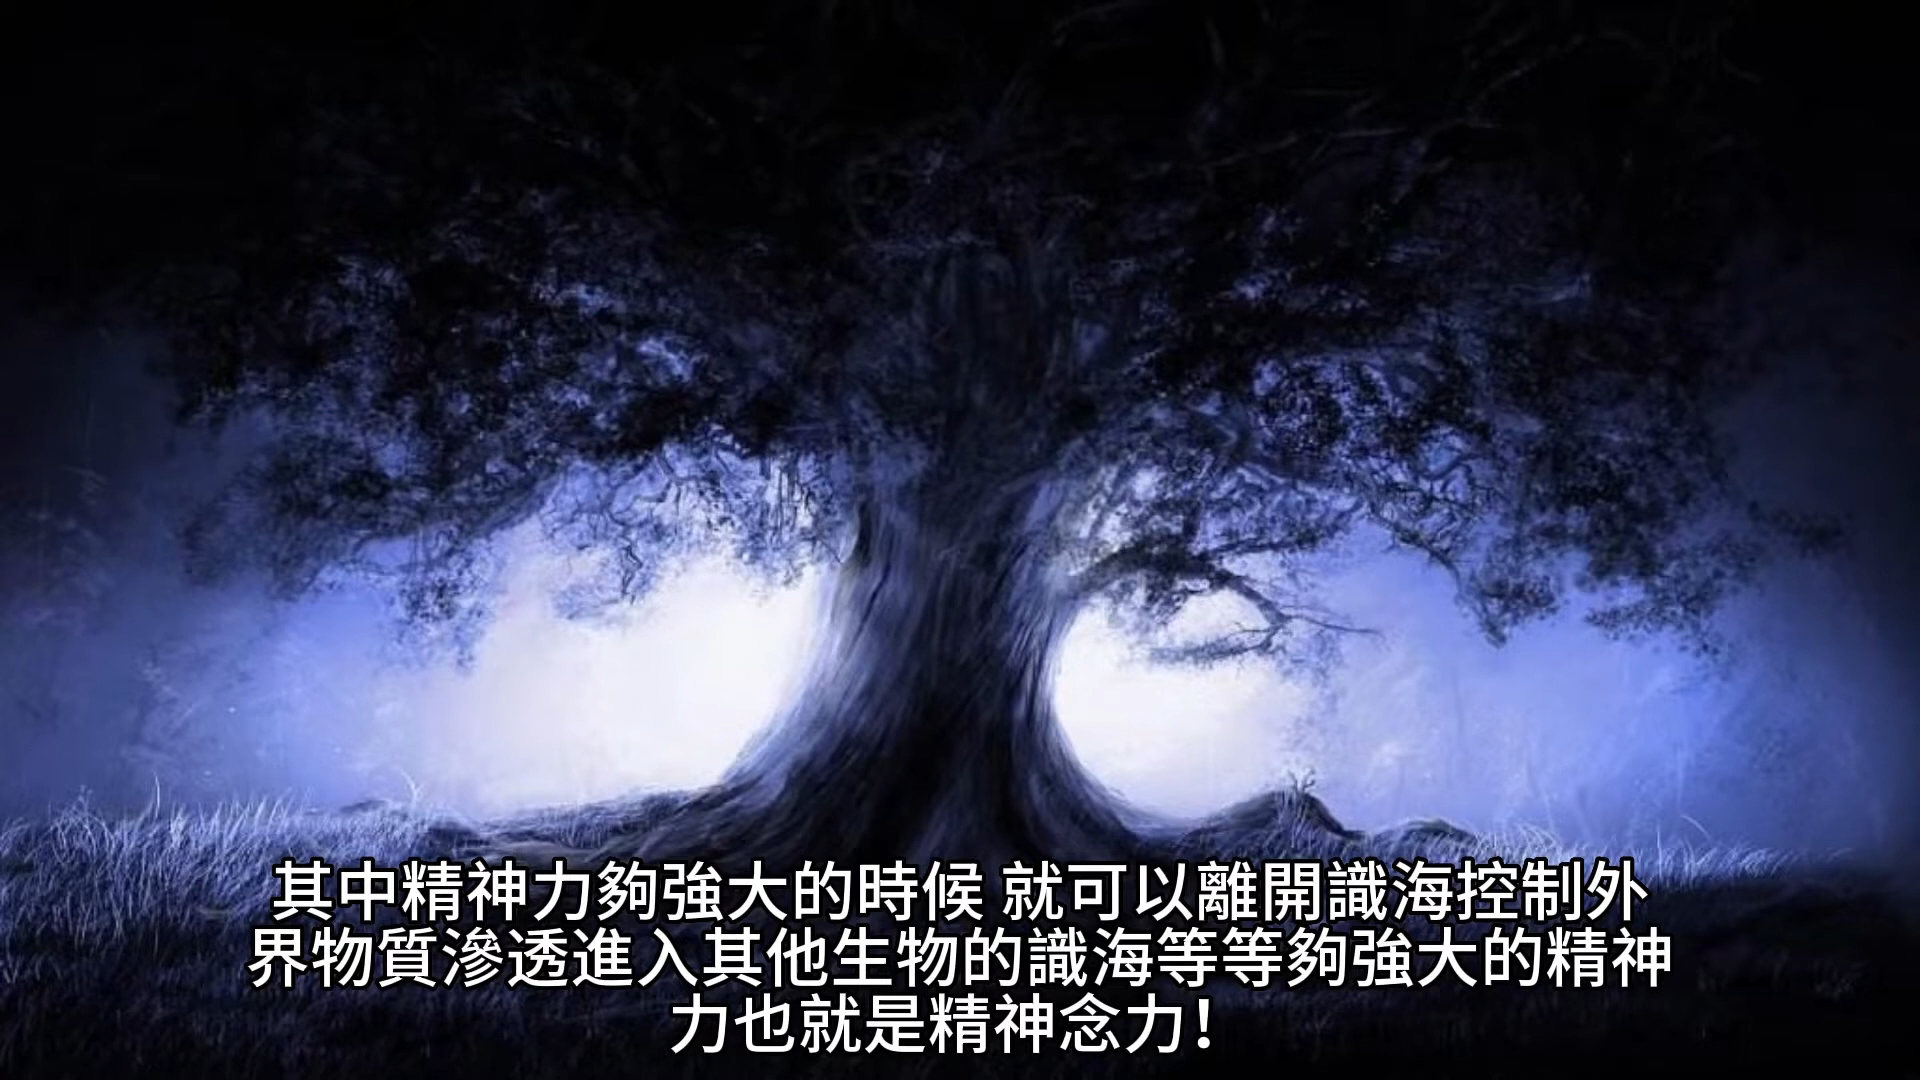 其中精神力夠強大的時候 就可以離開識海控制外
界物質滲透進入其他生物的識海等等夠強大的精神
力也就是精神念力！